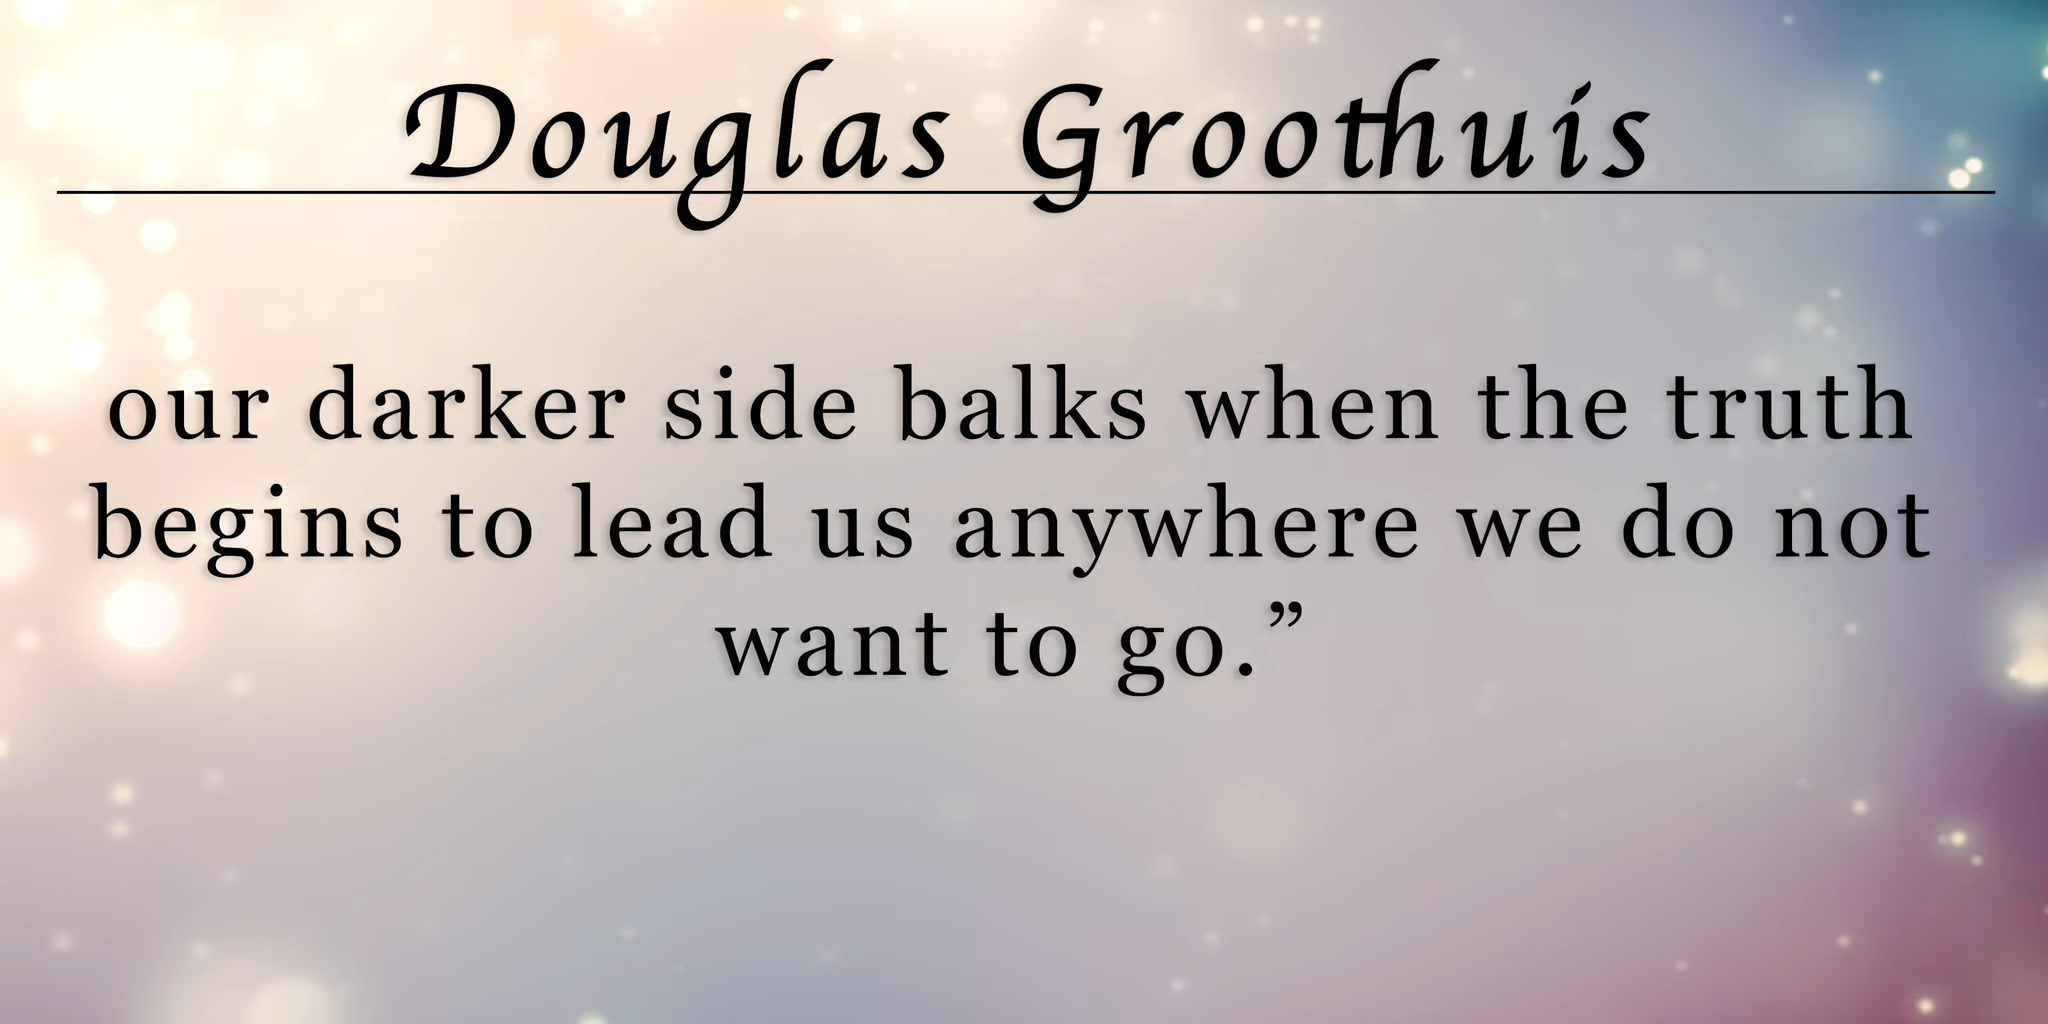 Douglas Groothuis
our darker side balks when the truth
begins to lead us anywhere we do not
want to go.”